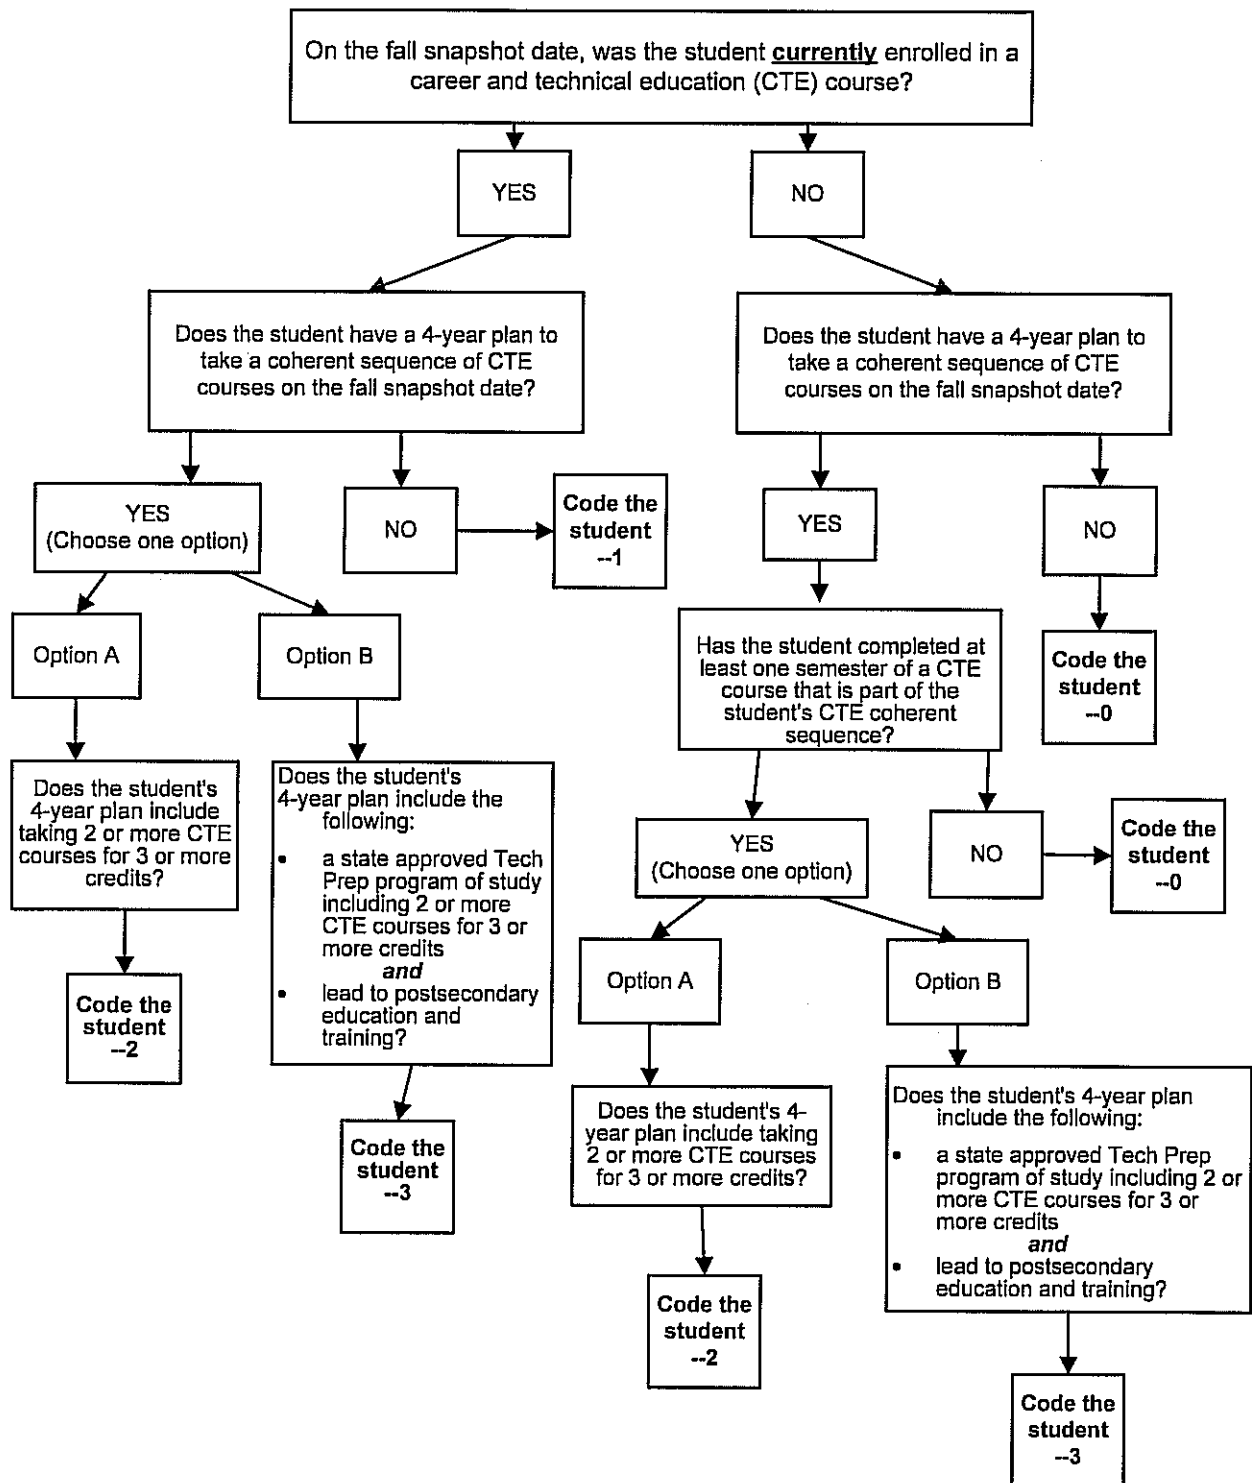 On the fall snapshot date, was the student currently enrolled in a
career and technical education (CTE) course?
YES
NO
Does the student have a 4-year plan to
take a coherent sequence of CTE
courses on the fall snapshot date?
Does the student have a 4-year plan to
take a coherent sequence of CTE
courses on the fall snapshot date?
YES
(Choose one option)
NO
Code the
student
--1
YES
NO
Option A
Option B
Has the student completed at
least one semester of a CTE
course that is part of the
student's CTE coherent
sequence?
Code the
student
--0
Does the student's
4-year plan include
taking 2 or more CTE
courses for 3 or more
credits?
Does the student's
4-year plan include the
following:
• a state approved Tech
Prep program of study
including 2 or more
CTE courses for 3 or
more credits
and
• lead to postsecondary
education and
training?
YES
(Choose one option)
NO
Code the
student
--0
Code the
student
--2
Option A
Option B
Code the
student
--3
Does the student's 4-
year plan include taking
2 or more CTE courses
for 3 or more credits?
Does the student's 4-year plan
include the following:
• a state approved Tech Prep
program of study including 2 or
more CTE courses for 3 or
more credits
and
• lead to postsecondary
education and training?
Code the
student
--2
Code the
student
--3